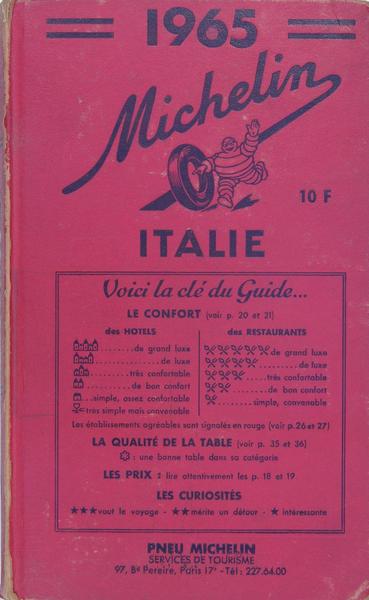 1965
Michelin
10 F
ITALIE
Voici la clé du Guide...
LE CONFORT (voir p. 20 et 21)
des HOTELS
des RESTAURANTS
........de grand luxe
de grand luxe
............de luxe
........de luxe
......très confortable
.....très confortable
........de bon confort
........de bon confort
...simple, assez confortable
......simple, convenable
très simple mais convenable
Les établissements agréables sont signalés en rouge (voir p.26 et 27)
LA QUALITÉ DE LA TABLE (voir p. 35 et 36)
: une bonne table dans sa catégorie
LES PRIX : lire attentivement les p. 18 et 19
LES CURIOSITÉS
★★★vaut le voyage - ★★mérite un détour - ★intéressante
PNEU MICHELIN
SERVICES DE TOURISME
97, Bd Pereire, Paris 17e - Tél: 227.64.00